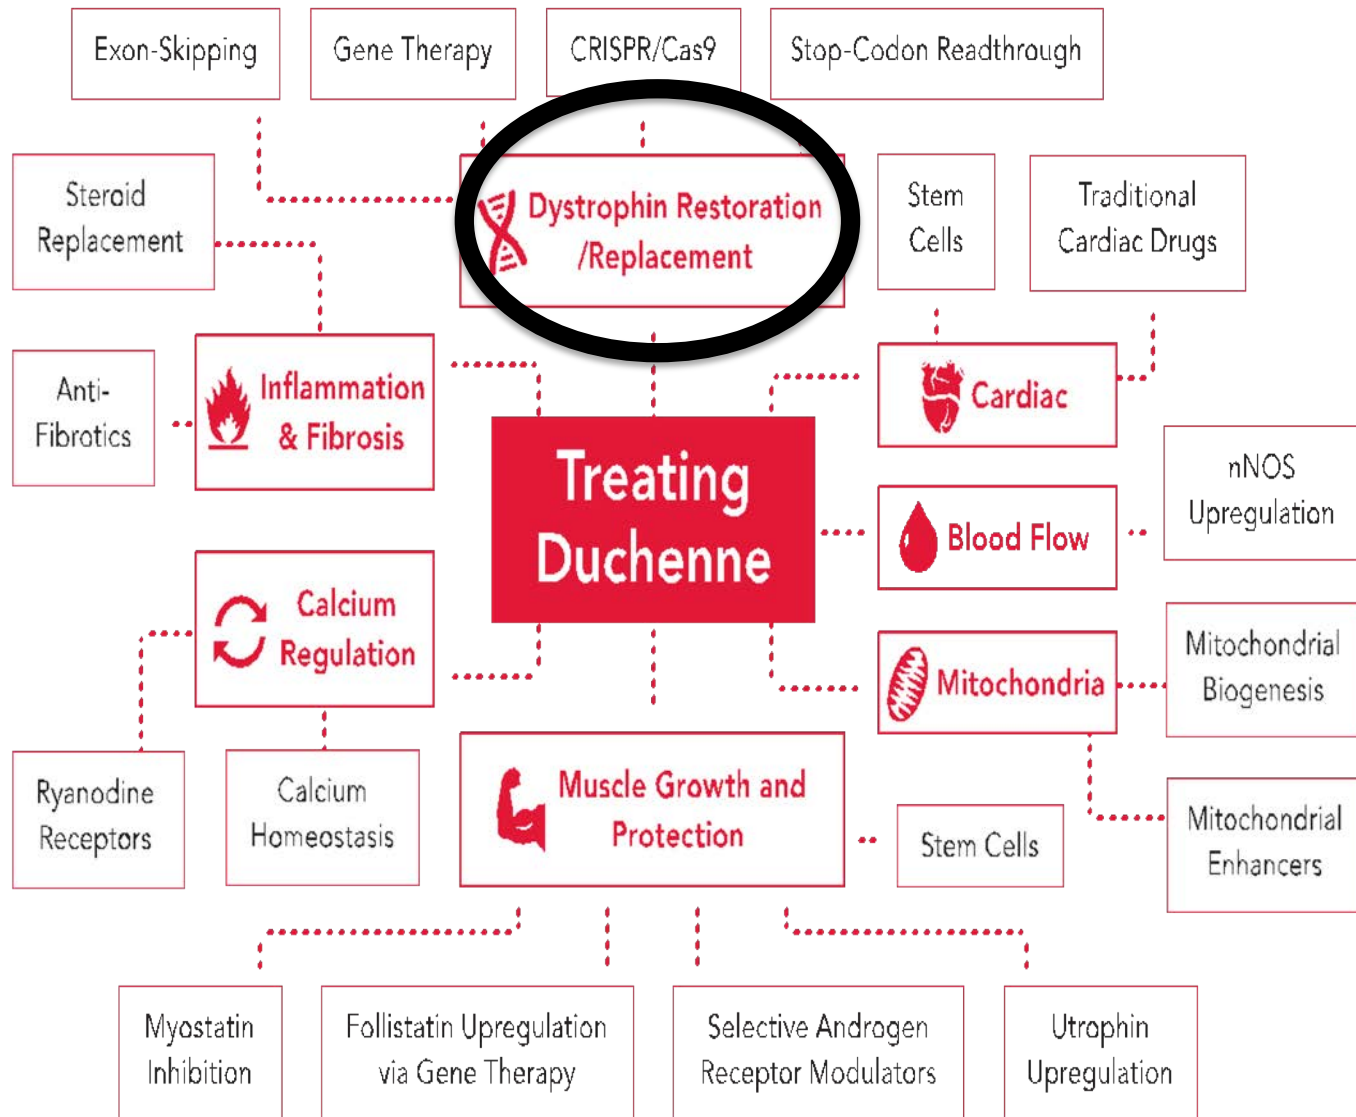 Exon-Skipping
Gene Therapy
CRISPR/Cas9
Stop-Codon Readthrough
Steroid
Replacement
Dystrophin Restoration
/Replacement
Stem
Cells
Traditional
Cardiac Drugs
Anti-
Fibrotics
Inflammation
& Fibrosis
Cardiac
Treating
Duchenne
Blood Flow
nNOS
Upregulation
Calcium
Regulation
Mitochondria
Mitochondrial
Biogenesis
Ryanodine
Receptors
Calcium
Homeostasis
Muscle Growth and
Protection
Stem Cells
Mitochondrial
Enhancers
Myostatin
Inhibition
Follistatin Upregulation
via Gene Therapy
Selective Androgen
Receptor Modulators
Utrophin
Upregulation